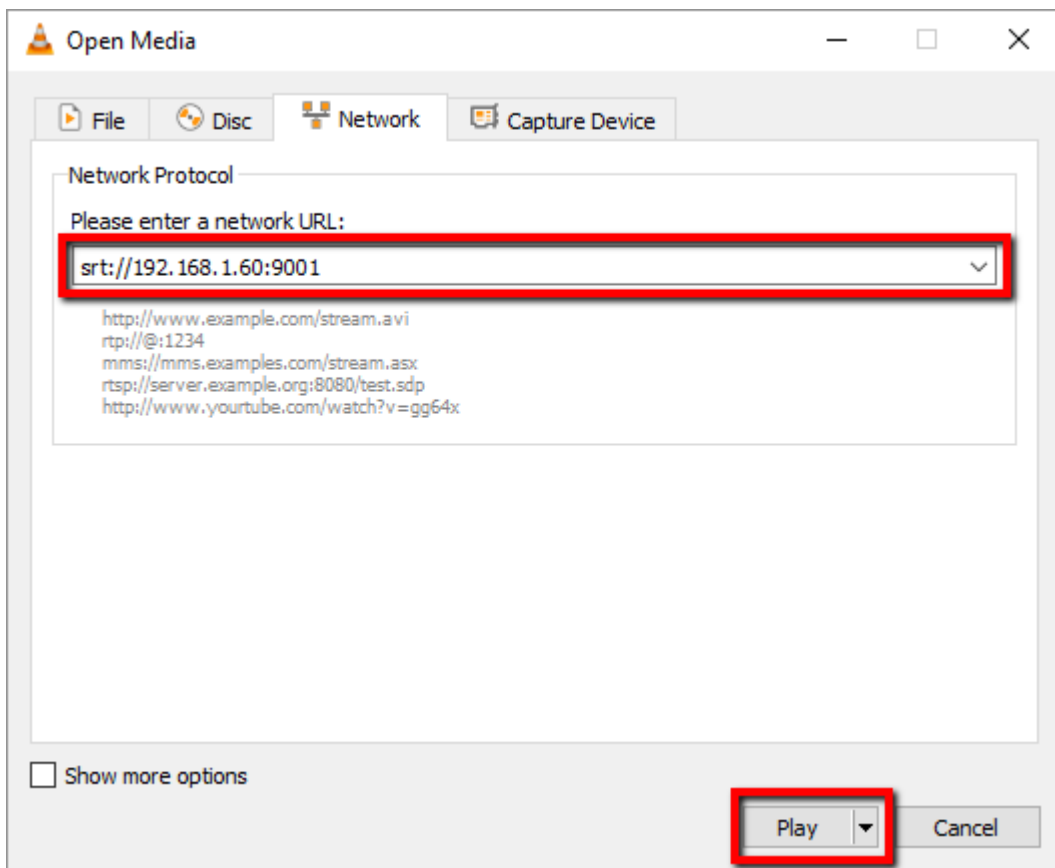 Open Media
File Disc Network Capture Device
Network Protocol
Please enter a network URL:
srt://192.168.1.60:9001
http://www.example.com/stream.avi
rtp://@:1234
mms://mms.examples.com/stream.asx
rtsp://server.example.org:8080/test.sdp
http://www.yourtube.com/watch?v=gg64x
Show more options
Play Cancel